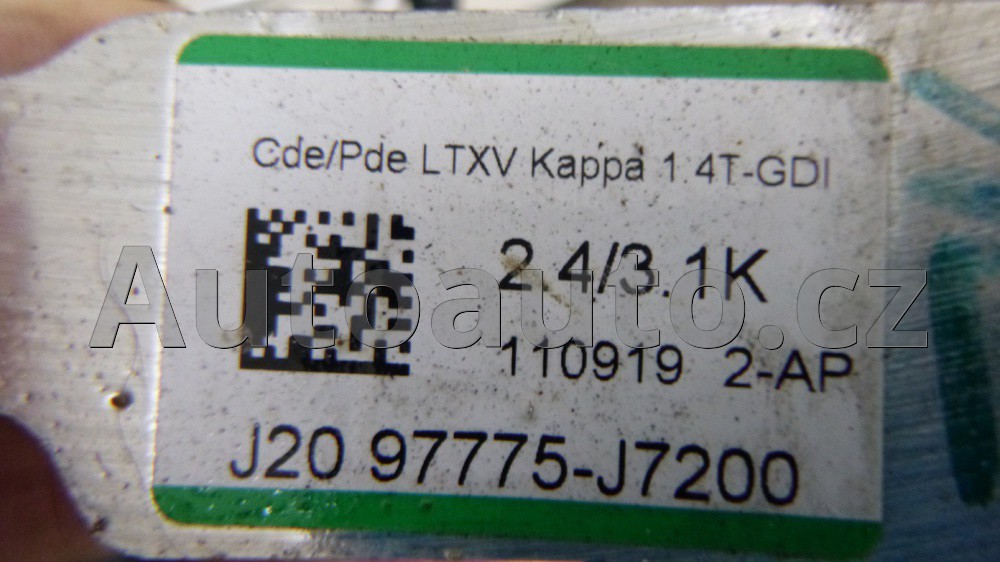 Cde/Pde LTXV Kappa 1.4T-GDI
2.4/3.1K
Autoauto.cz
110919 2-AP
J20 97775-J7200